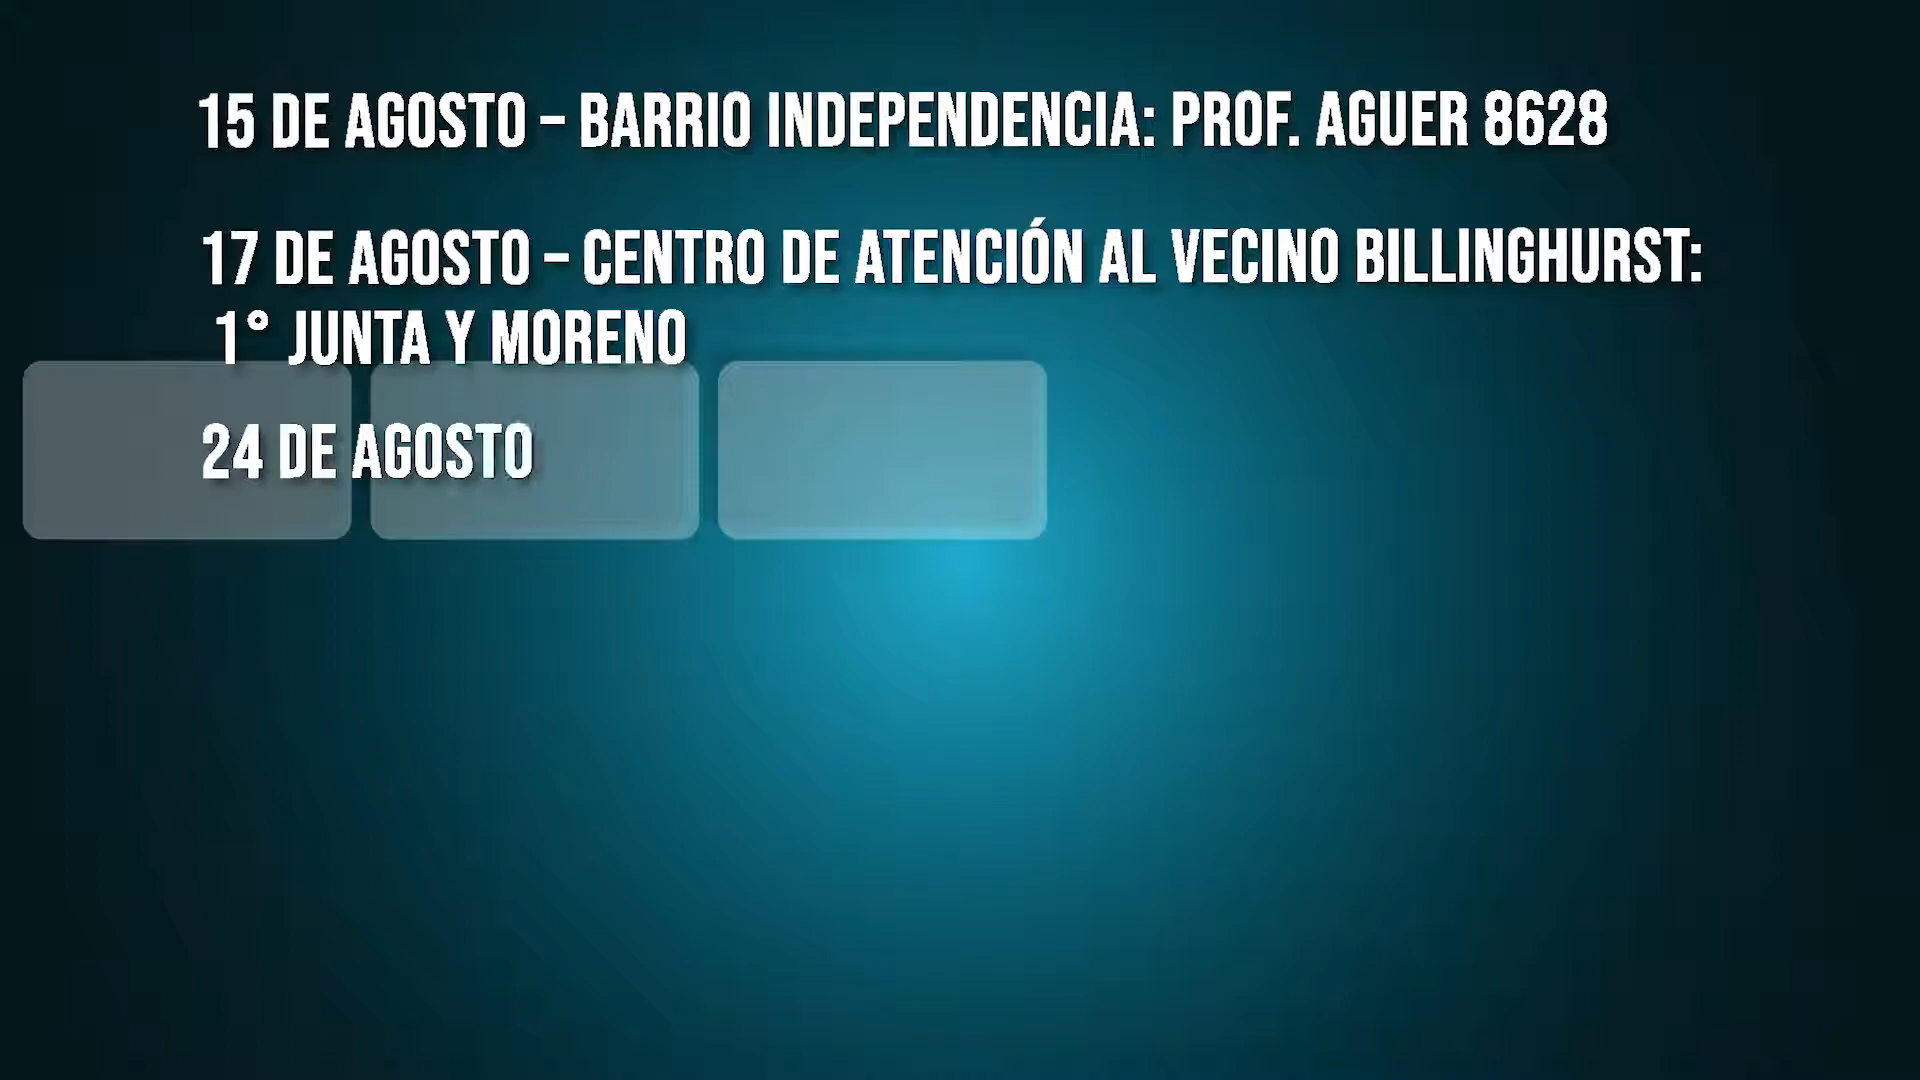 15 DE AGOSTO – BARRIO INDEPENDENCIA: PROF. AGUER 8628
17 DE AGOSTO – CENTRO DE ATENCIÓN AL VECINO BILLINGHURST:
1° JUNTA Y MORENO
24 DE AGOSTO